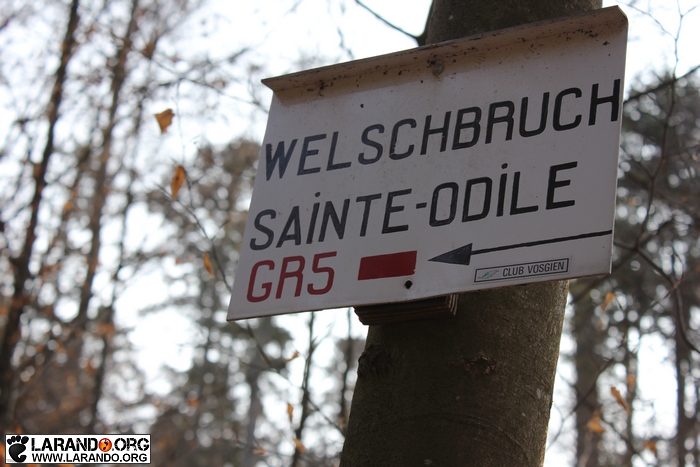 WELSCHBRUCH
SAiNTE-ODiLE
GR5
CLUB VOSGIEN
LARANDO.ORG
WWW.LARANDO.ORG